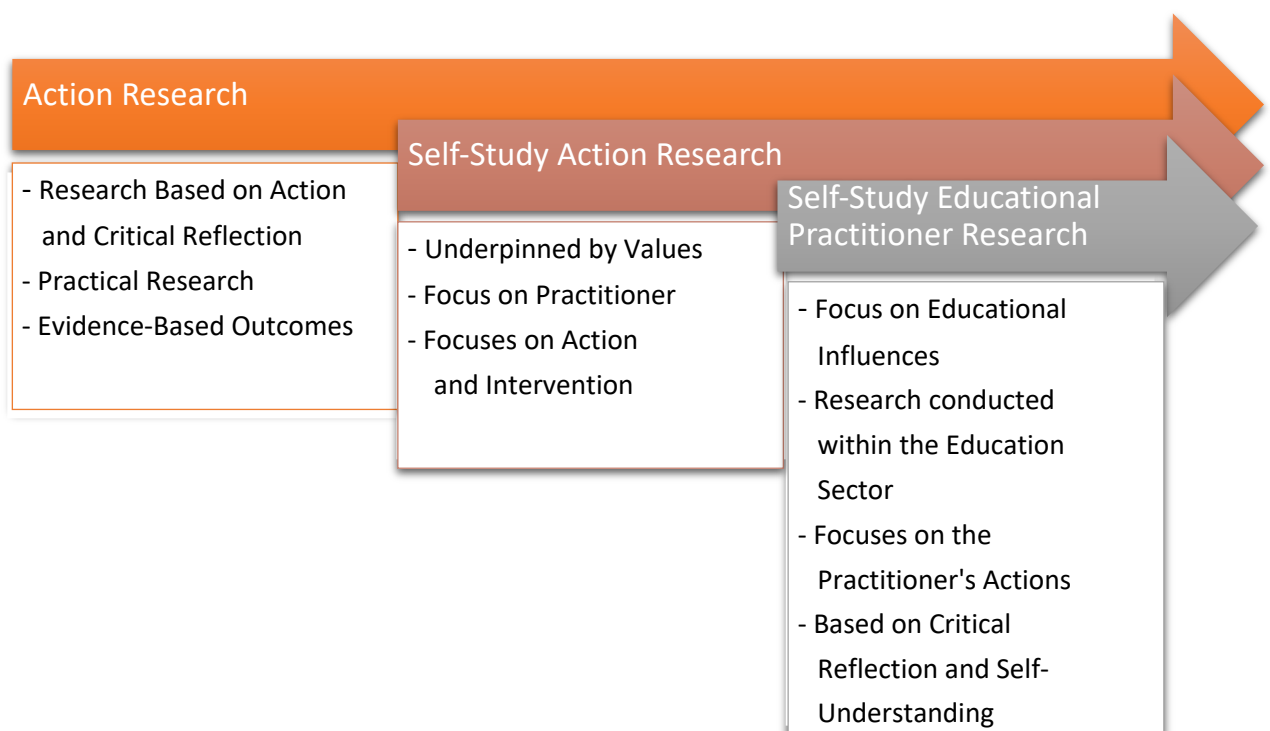 Action Research
- Research Based on Action
and Critical Reflection
- Practical Research
- Evidence-Based Outcomes
Self-Study Action Research
- Underpinned by Values
- Focus on Practitioner
- Focuses on Action
and Intervention
Self-Study Educational
Practitioner Research
- Focus on Educational
Influences
- Research conducted
within the Education
Sector
- Focuses on the
Practitioner's Actions
- Based on Critical
Reflection and Self-
Understanding